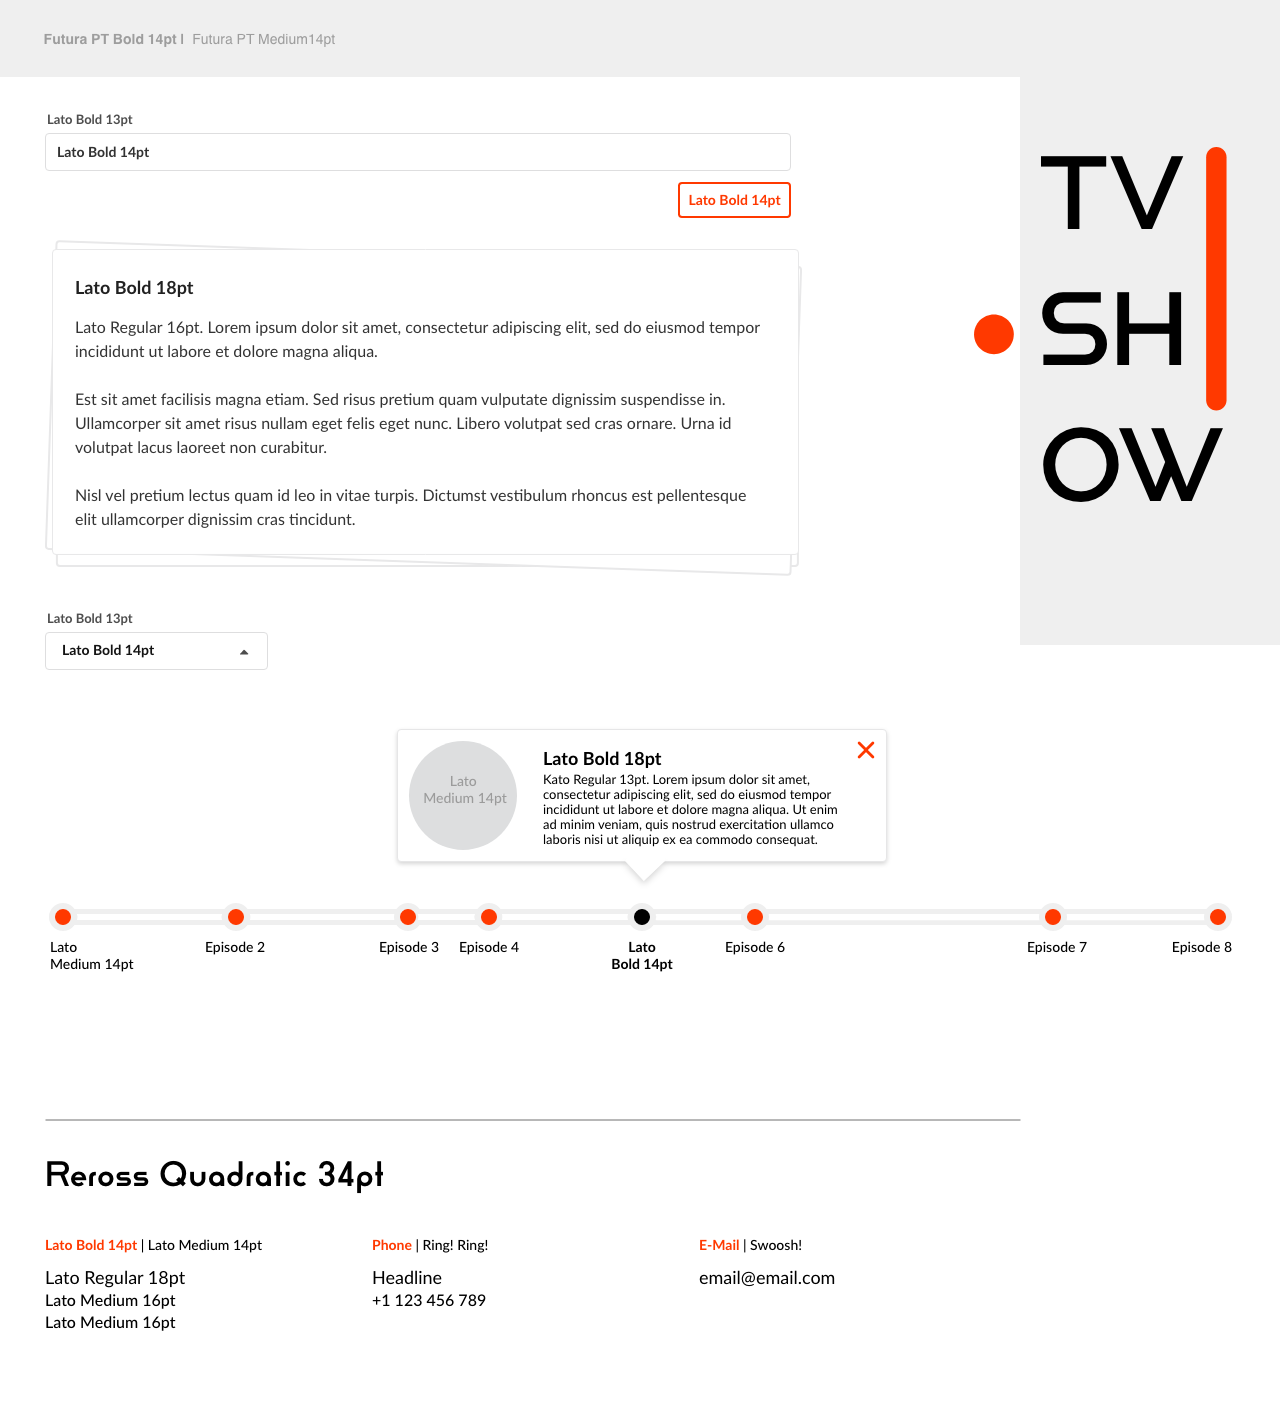 Futura PT Bold 14pt | Futura PT Medium14pt
Lato Bold 13pt
Lato Bold 14pt
Lato Bold 14pt
TV
SH
OW
Lato Bold 18pt
Lato Regular 16pt. Lorem ipsum dolor sit amet, consectetur adipiscing elit, sed do eiusmod tempor
incididunt ut labore et dolore magna aliqua.
Est sit amet facilisis magna etiam. Sed risus pretium quam vulputate dignissim suspendisse in.
Ullamcorper sit amet risus nullam eget felis eget nunc. Libero volutpat sed cras ornare. Urna id
volutpat lacus laoreet non curabitur.
Nisl vel pretium lectus quam id leo in vitae turpis. Dictumst vestibulum rhoncus est pellentesque
elit ullamcorper dignissim cras tincidunt.
Lato Bold 13pt
Lato Bold 14pt
Lato
Medium 14pt
Lato Bold 18pt
Kato Regular 13pt. Lorem ipsum dolor sit amet,
consectetur adipiscing elit, sed do eiusmod tempor
incididunt ut labore et dolore magna aliqua. Ut enim
ad minim veniam, quis nostrud exercitation ullamco
laboris nisi ut aliquip ex ea commodo consequat.
Lato
Medium 14pt
Episode 2
Episode 3
Episode 4
Lato
Bold 14pt
Episode 6
Episode 7
Episode 8
Reross Quadratic 34pt
Lato Bold 14pt | Lato Medium 14pt
Lato Regular 18pt
Lato Medium 16pt
Lato Medium 16pt
Phone | Ring! Ring!
Headline
+1 123 456 789
E-Mail | Swoosh!
email@email.com